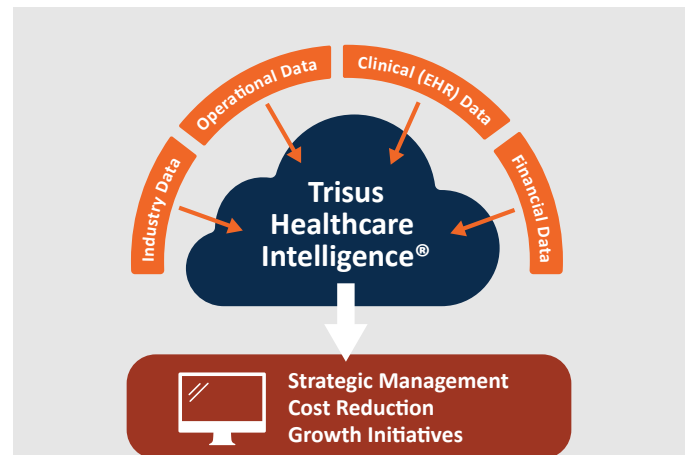 Industry Data
Operational Data
Clinical (EHR) Data
Financial Data
Trisus
Healthcare
Intelligence®
Strategic Management
Cost Reduction
Growth Initiatives